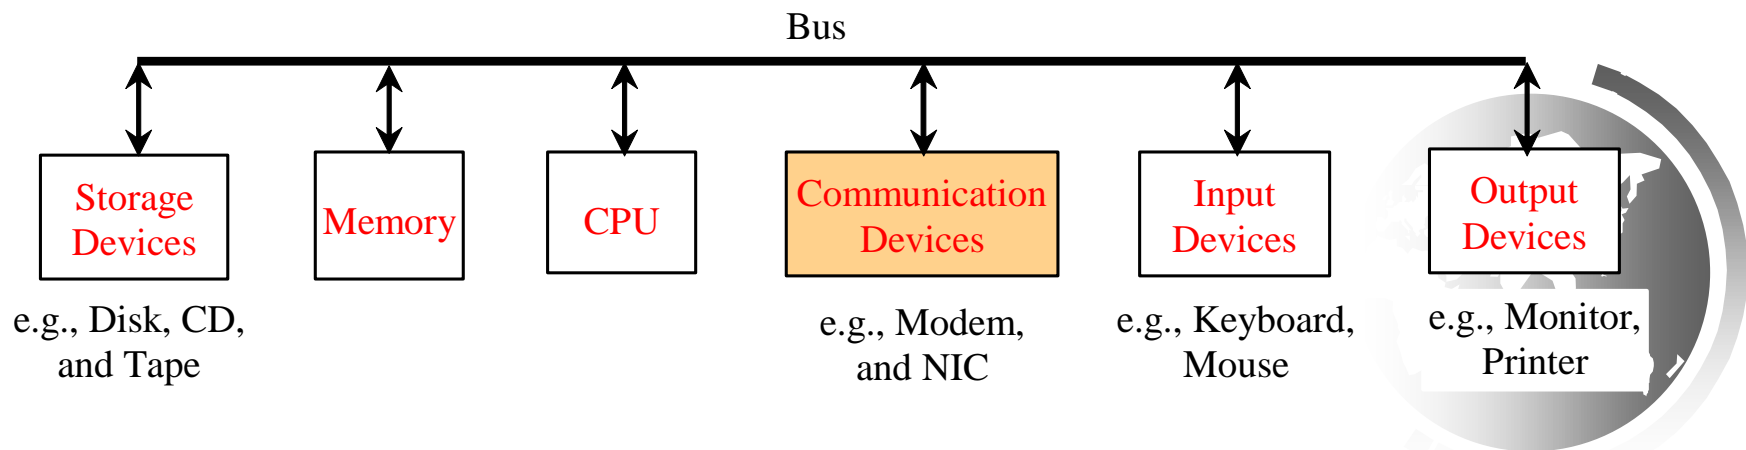 Bus
Storage
Devices
Memory
CPU
Communication
Devices
Input
Devices
Output
Devices
e.g., Disk, CD,
and Tape
e.g., Modem,
and NIC
e.g., Keyboard,
Mouse
e.g., Monitor,
Printer